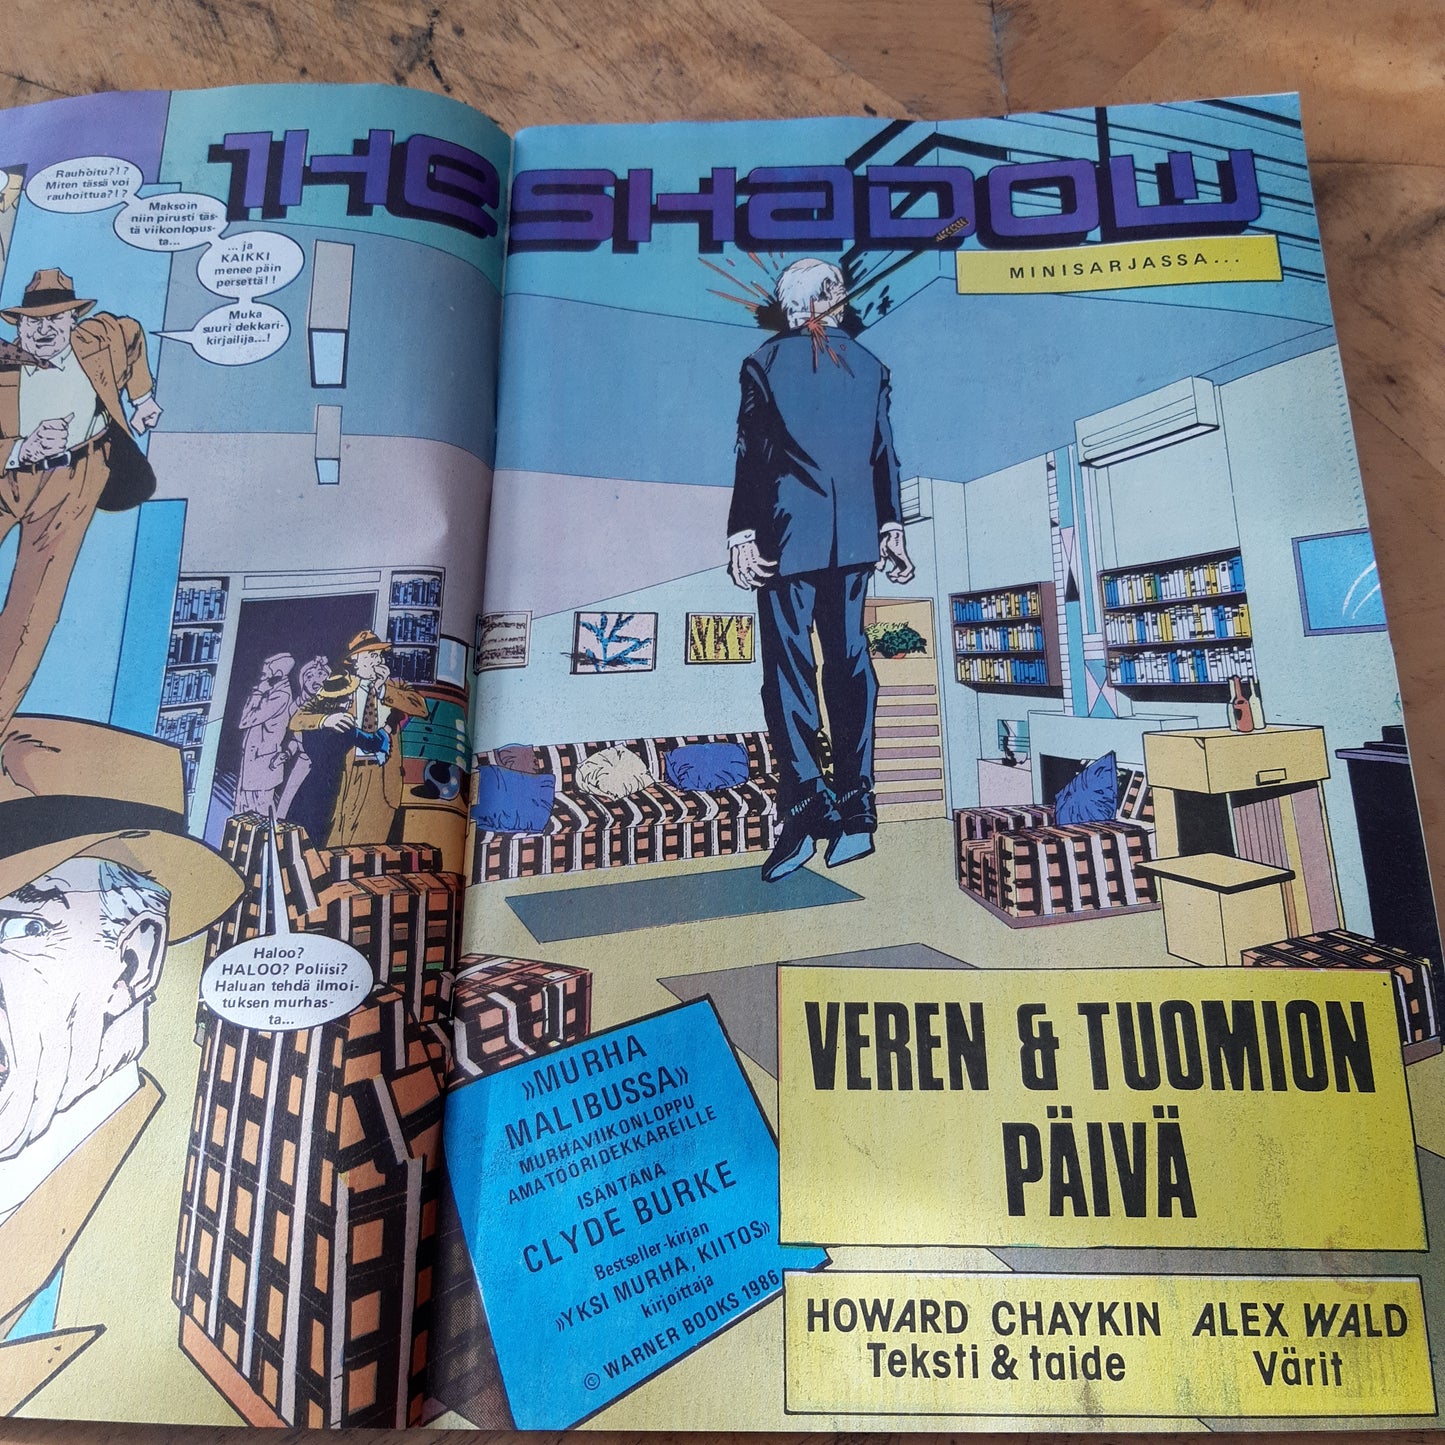 THE SHADOW
MINISARJASSA...
Rauhoitu?!?
Miten tässä voi
rauhoittua?!?
Maksoin
niin pirusti täs-
tä viikonlopus-
ta...
... ja
KAIKKI
menee päin
persettä!!
Muka
suuri dekkari-
kirjailija...!
NYKY
Haloo?
HALOO? Poliisi?
Haluan tehdä ilmoi-
tuksen murhas-
ta...
»MURHA
MALIBUSSA»
MURHAVIIKONLOPPU
AMATÖÖRIDEKKAREILLE
ISÄNTÄNÄ
CLYDE BURKE
Bestseller-kirjan
»YKSI MURHA, KIITOS»
kirjoittaja
© WARNER BOOKS 1986
VEREN & TUOMION
PÄIVÄ
HOWARD CHAYKIN
Teksti & taide
ALEX WALD
Värit